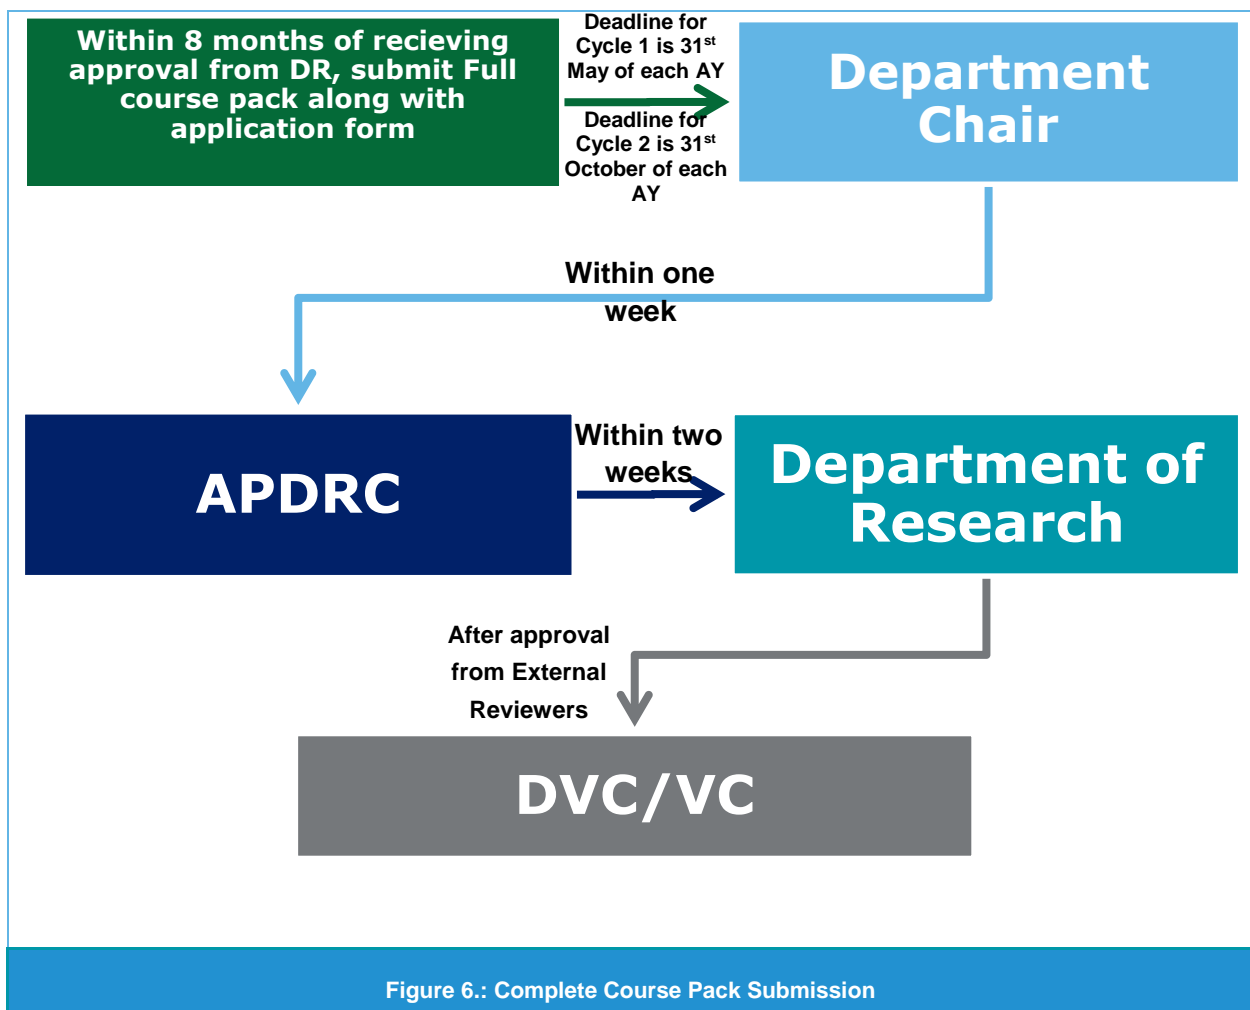 Within 8 months of recieving
approval from DR, submit Full
course pack along with
application form
Deadline for
Cycle 1 is 31st
May of each AY
Deadline for
Cycle 2 is 31st
October of each
AY
Department
Chair
Within one
week
APDRC
Within two
weeks
Department of
Research
After approval
from External
Reviewers
DVC/VC
Figure 6.: Complete Course Pack Submission